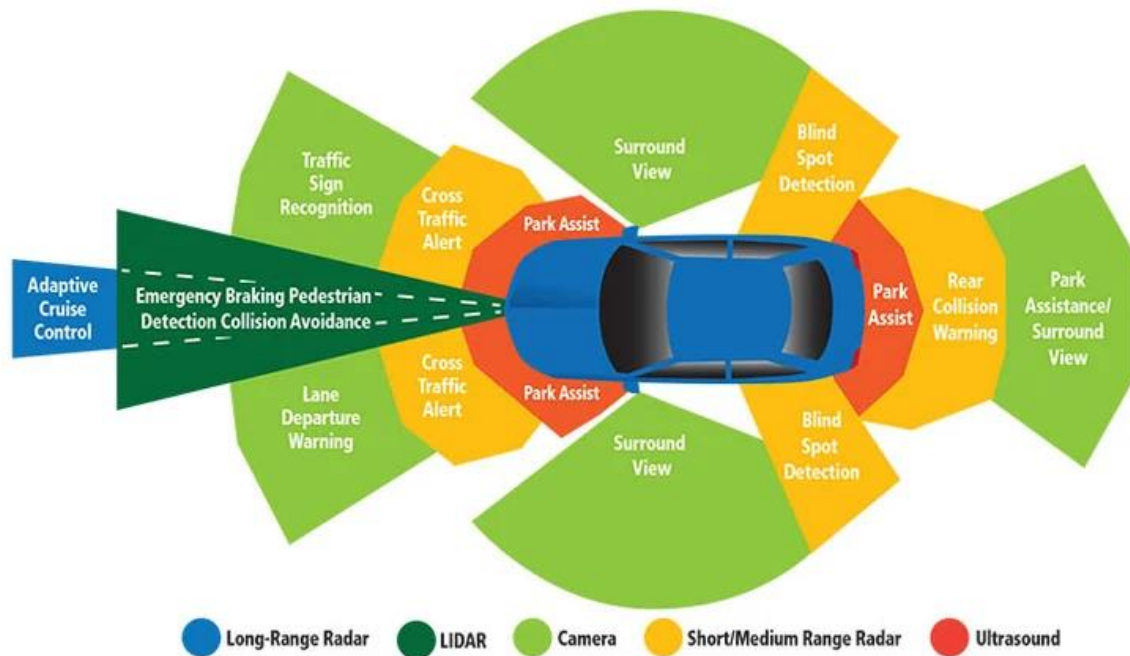 Traffic
Sign
Recognition
Cross
Traffic
Alert
Park Assist
Surround
View
Blind
Spot
Detection
Adaptive
Cruise
Control
Emergency Braking Pedestrian
Detection Collision Avoidance
Park
Assist
Rear
Collision
Warning
Park
Assistance/
Surround
View
Lane
Departure
Warning
Cross
Traffic
Alert
Park Assist
Surround
View
Blind
Spot
Detection
Long-Range Radar
LIDAR
Camera
Short/Medium Range Radar
Ultrasound